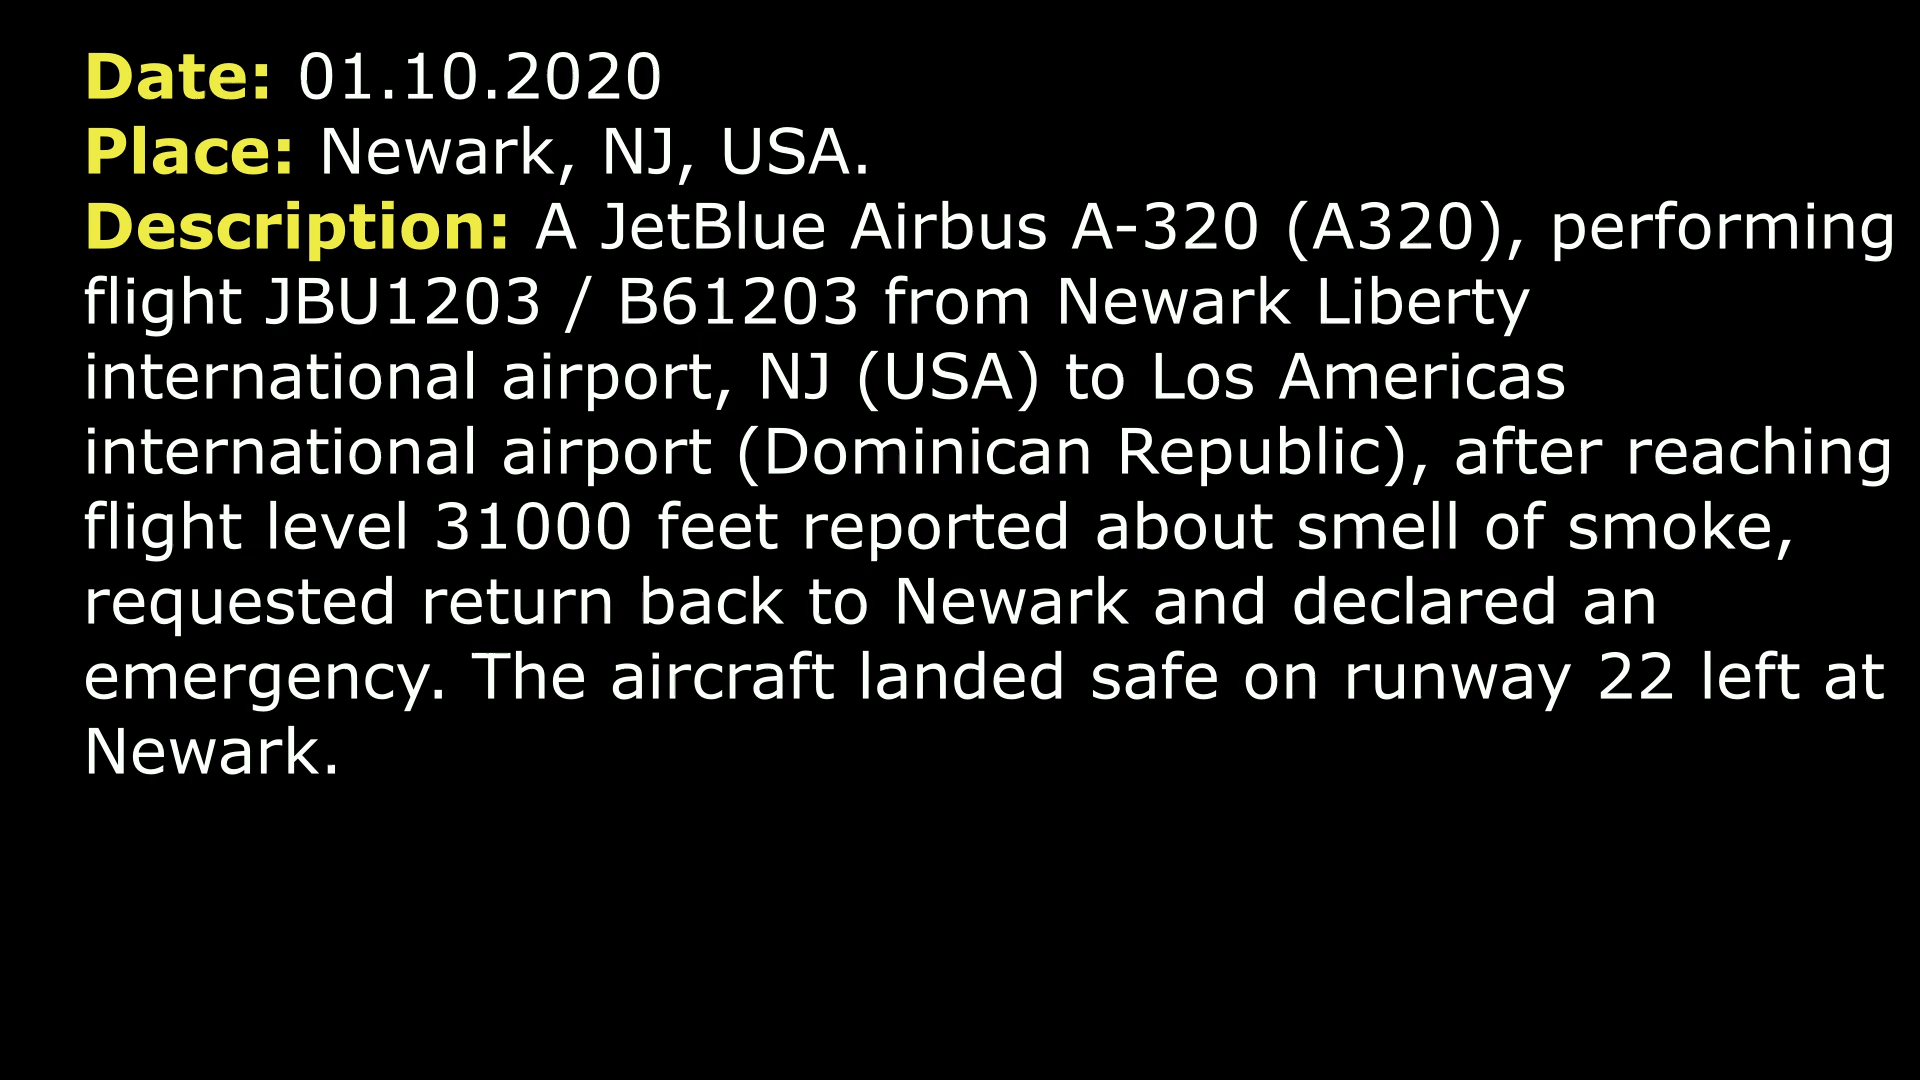 Date: 01.10.2020
Place: Newark, NJ, USA.
Description: A JetBlue Airbus A-320 (A320), performing
flight JBU1203 / B61203 from Newark Liberty
international airport, NJ (USA) to Los Americas
international airport (Dominican Republic), after reaching
flight level 31000 feet reported about smell of smoke,
requested return back to Newark and declared an
emergency. The aircraft landed safe on runway 22 left at
Newark.